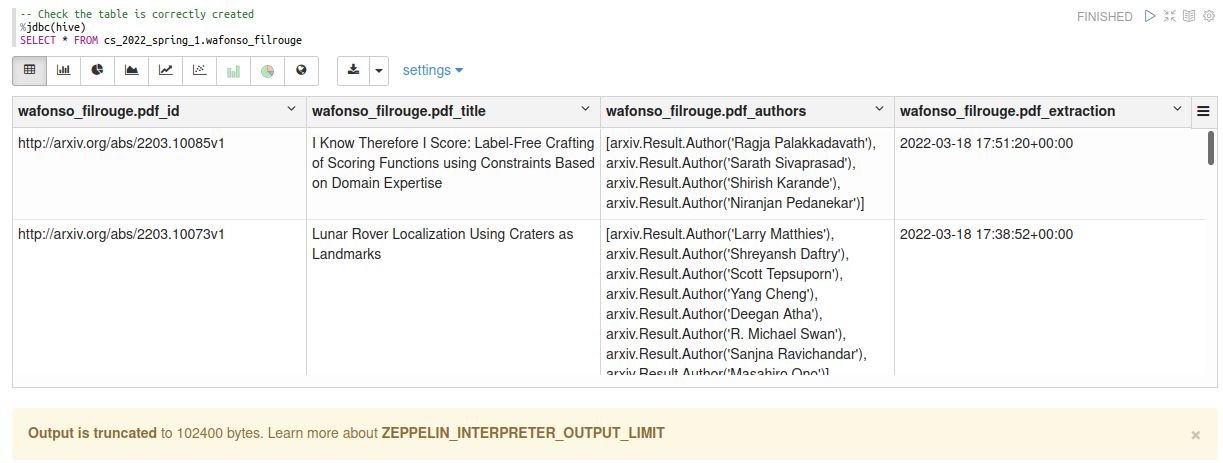 -- Check the table is correctly created
%jdbc(hive)
SELECT * FROM cs_2022_spring_1.wafonso_filrouge
FINISHED
settings
wafonso_filrouge.pdf_id
wafonso_filrouge.pdf_title
wafonso_filrouge.pdf_authors
wafonso_filrouge.pdf_extraction
http://arxiv.org/abs/2203.10085v1
I Know Therefore I Score: Label-Free Crafting
of Scoring Functions using Constraints Based
on Domain Expertise
[arxiv.Result.Author('Ragja Palakkadavath'),
arxiv.Result.Author('Sarath Sivaprasad'),
arxiv.Result.Author('Shirish Karande'),
arxiv.Result.Author('Niranjan Pedanekar')]
2022-03-18 17:51:20+00:00
http://arxiv.org/abs/2203.10073v1
Lunar Rover Localization Using Craters as
Landmarks
[arxiv.Result.Author('Larry Matthies'),
arxiv.Result.Author('Shreyansh Daftry'),
arxiv.Result.Author('Scott Tepsuporn'),
arxiv.Result.Author('Yang Cheng'),
arxiv.Result.Author('Deegan Atha'),
arxiv.Result.Author('R. Michael Swan'),
arxiv.Result.Author('Sanjna Ravichandar'),
arxiv.Result.Author('Masahiro Ono')]
2022-03-18 17:38:52+00:00
Output is truncated to 102400 bytes. Learn more about ZEPPELIN_INTERPRETER_OUTPUT_LIMIT